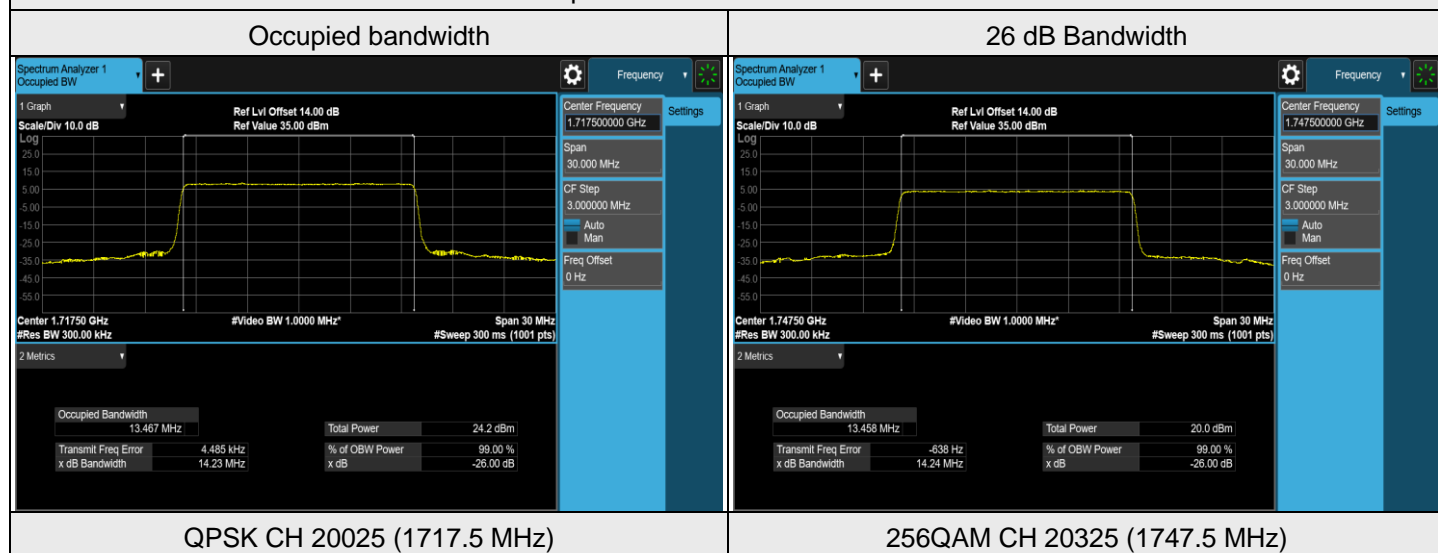 Occupied bandwidth
26 dB Bandwidth
Spectrum Analyzer 1
Occupied BW
+
Frequency
1 Graph
Scale/Div 10.0 dB
Ref Lvl Offset 14.00 dB
Ref Value 35.00 dBm
Log
25.0
15.0
5.00
-5.00
-15.0
-25.0
-35.0
-45.0
-55.0
Center 1.71750 GHz
#Video BW 1.0000 MHz*
Span 30 MHz
#Res BW 300.00 kHz
#Sweep 300 ms (1001 pts)
Center Frequency
1.717500000 GHz
Settings
Span
30.000 MHz
CF Step
3.000000 MHz
Auto
Man
Freq Offset
0 Hz
2 Metrics
Occupied Bandwidth
13.467 MHz
Total Power 24.2 dBm
Transmit Freq Error 4.485 kHz
% of OBW Power 99.00 %
x dB Bandwidth 14.23 MHz
x dB -26.00 dB
Spectrum Analyzer 1
Occupied BW
+
Frequency
1 Graph
Scale/Div 10.0 dB
Ref Lvl Offset 14.00 dB
Ref Value 35.00 dBm
Log
25.0
15.0
5.00
-5.00
-15.0
-25.0
-35.0
-45.0
-55.0
Center 1.74750 GHz
#Video BW 1.0000 MHz*
Span 30 MHz
#Res BW 300.00 kHz
#Sweep 300 ms (1001 pts)
Center Frequency
1.747500000 GHz
Settings
Span
30.000 MHz
CF Step
3.000000 MHz
Auto
Man
Freq Offset
0 Hz
2 Metrics
Occupied Bandwidth
13.458 MHz
Total Power 20.0 dBm
Transmit Freq Error -638 Hz
% of OBW Power 99.00 %
x dB Bandwidth 14.24 MHz
x dB -26.00 dB
QPSK CH 20025 (1717.5 MHz)
256QAM CH 20325 (1747.5 MHz)